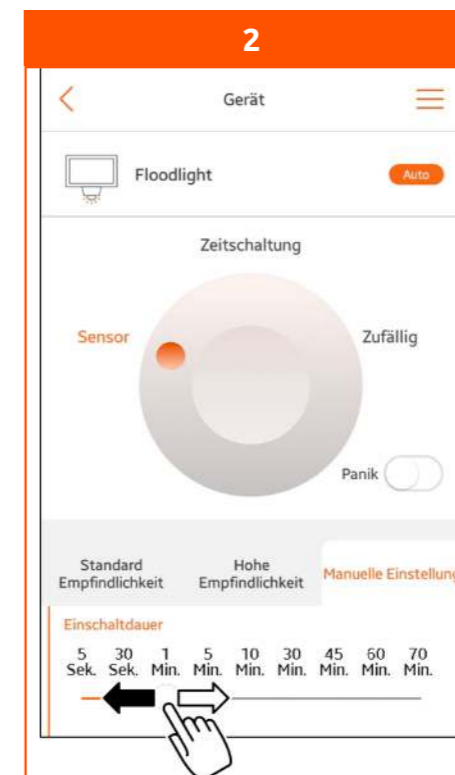 2
Gerät
Floodlight Auto
Zeitschaltung
Sensor Zufällig
Panik
Standard Empfindlichkeit
Hohe Empfindlichkeit
Manuelle Einstellung
Einschaltdauer
5 30 1 5 10 30 45 60 70
Sek. Sek. Min. Min. Min. Min. Min. Min. Min.